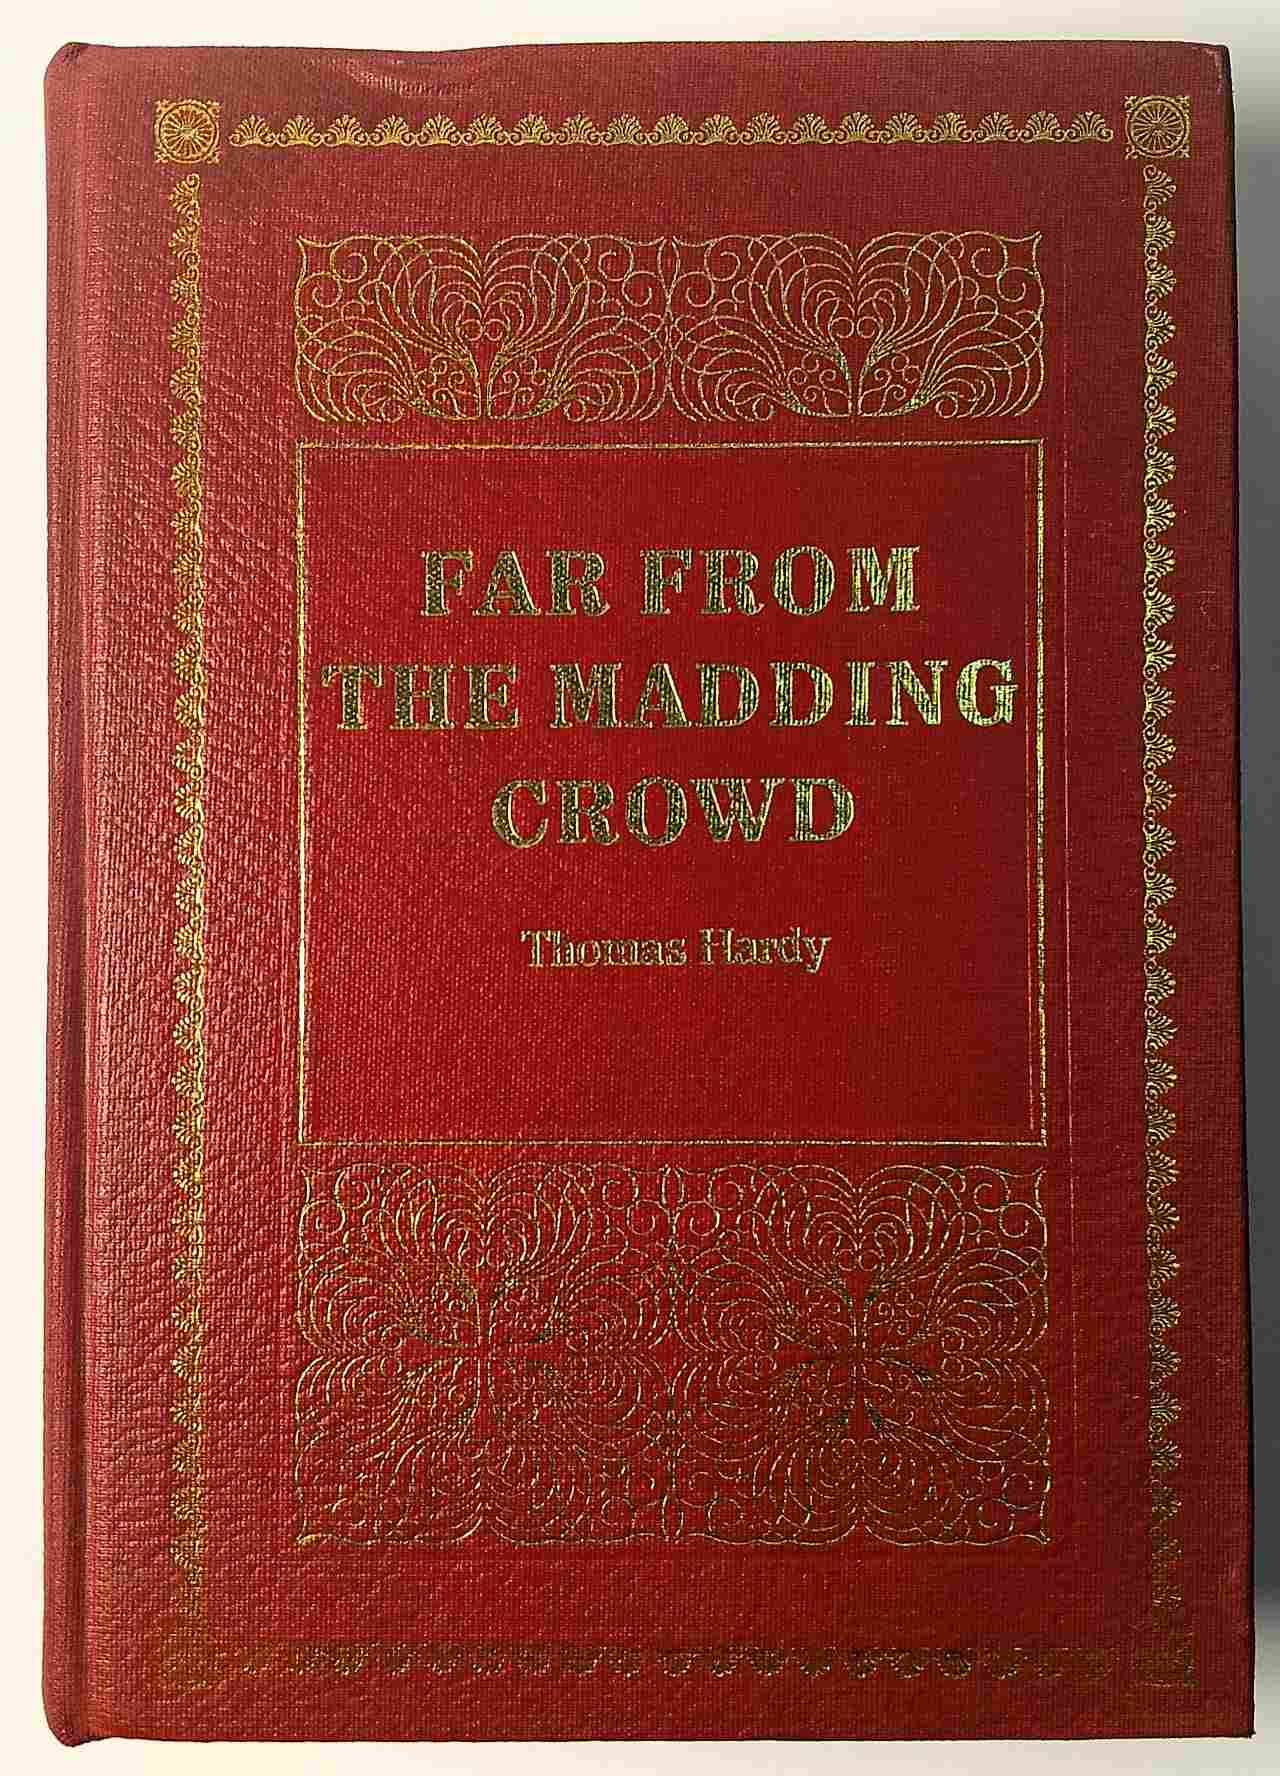 FAR FROM
THE MADDING
CROWD
Thomas Hardy